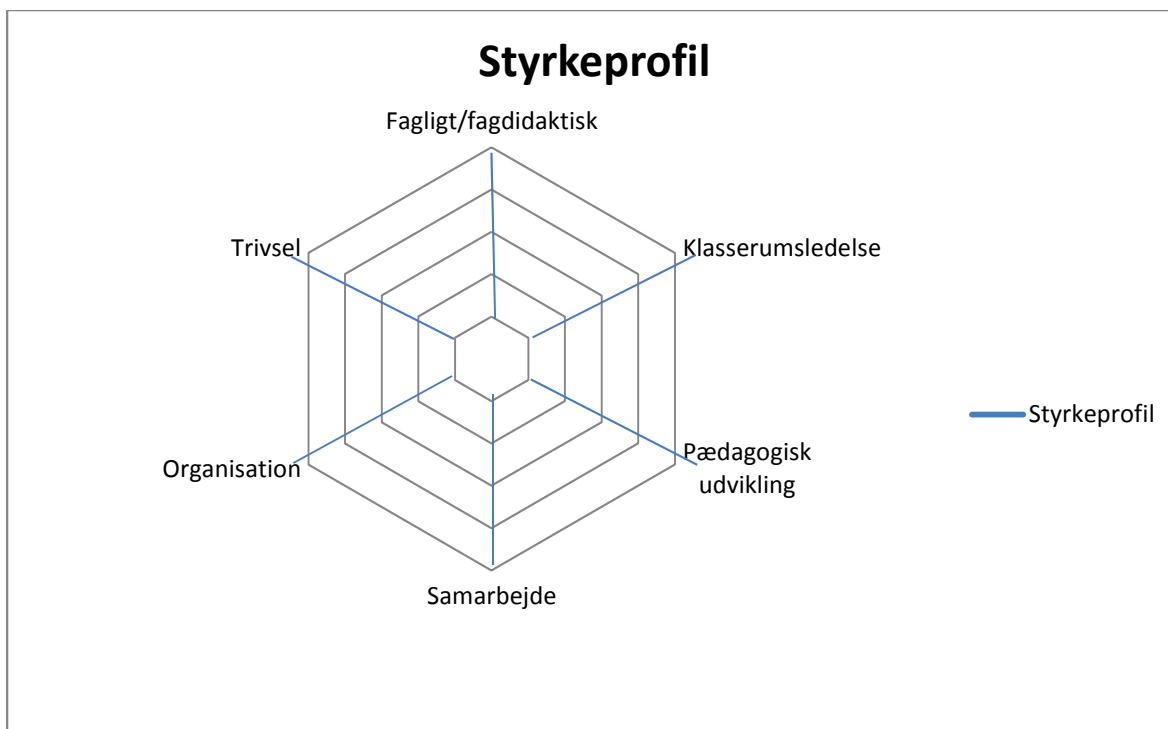 Styrkeprofil
Fagligt/fagdidaktisk
Trivsel
Klasserumsledelse
Styrkeprofil
Organisation
Pædagogisk
udvikling
Samarbejde